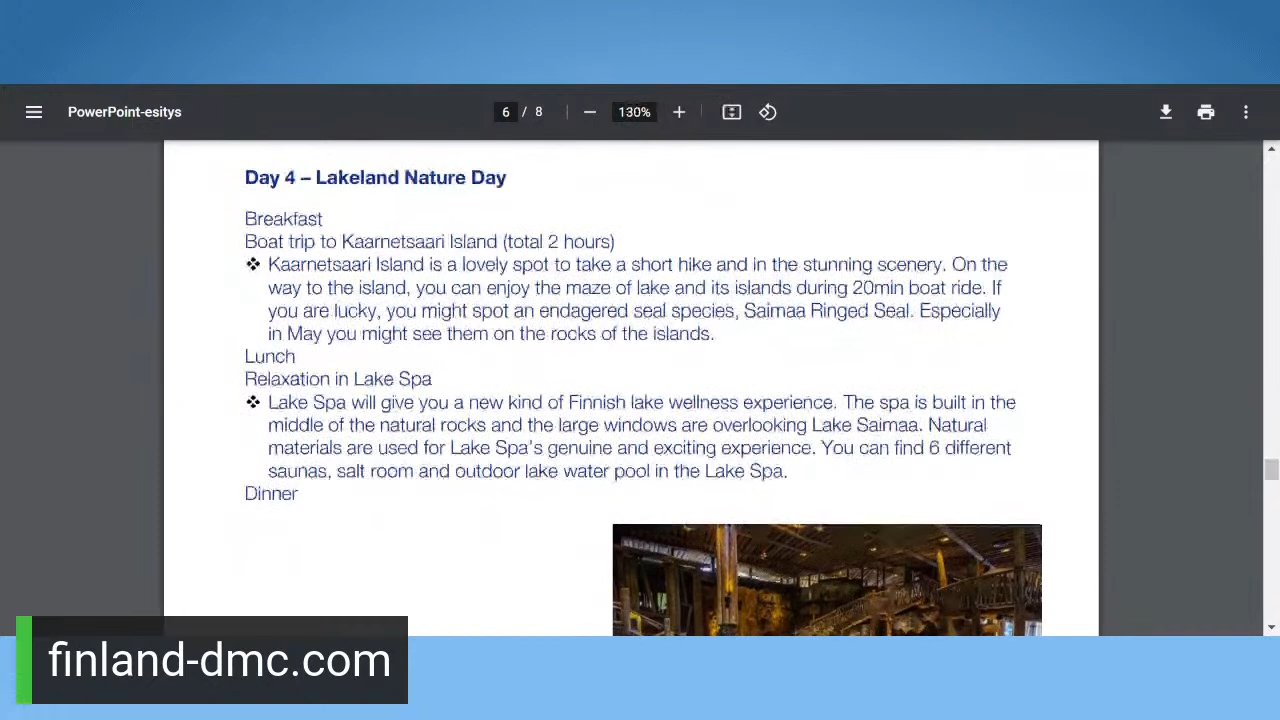 PowerPoint-esitys
6 / 8
130%
Day 4 – Lakeland Nature Day
Breakfast
Boat trip to Kaarnetsaari Island (total 2 hours)
❖ Kaarnetsaari Island is a lovely spot to take a short hike and in the stunning scenery. On the
way to the island, you can enjoy the maze of lake and its islands during 20min boat ride. If
you are lucky, you might spot an endagered seal species, Saimaa Ringed Seal. Especially
in May you might see them on the rocks of the islands.
Lunch
Relaxation in Lake Spa
❖ Lake Spa will give you a new kind of Finnish lake wellness experience. The spa is built in the
middle of the natural rocks and the large windows are overlooking Lake Saimaa. Natural
materials are used for Lake Spa's genuine and exciting experience. You can find 6 different
saunas, salt room and outdoor lake water pool in the Lake Spa.
Dinner
finland-dmc.com